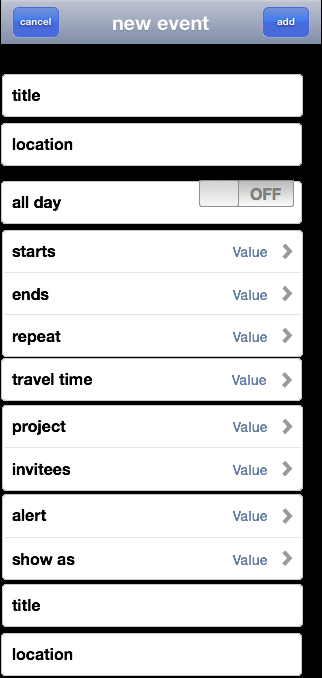 cancel new event add
title
location
all day OFF
starts Value
ends Value
repeat Value
travel time Value
project Value
invitees Value
alert Value
show as Value
title
location